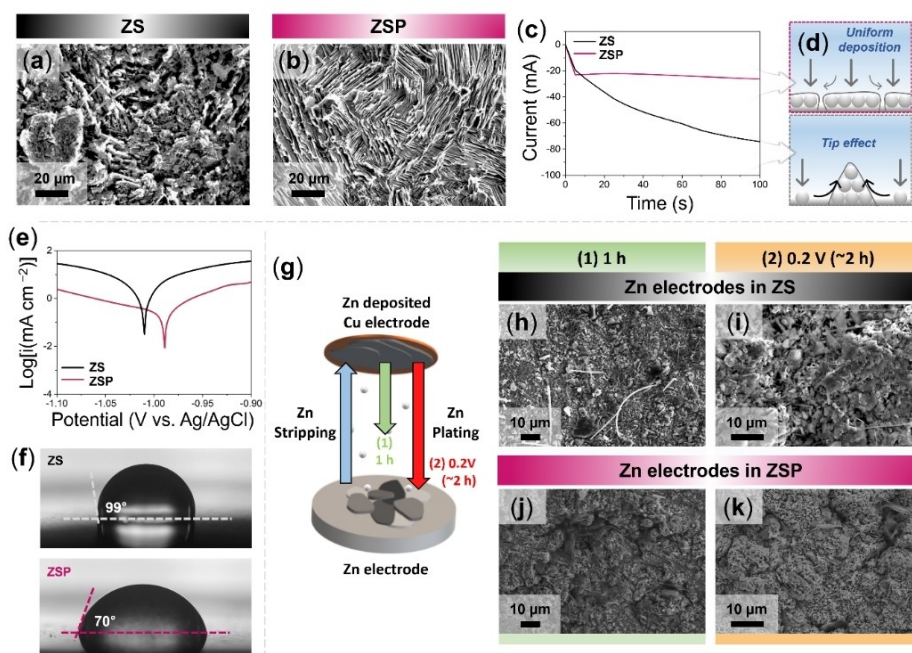 ZS
ZSP
(a)
20 µm
(b)
20 µm
(c)
Current (mA)
0
-20
-40
-60
-80
-100
0
20
40
60
80
100
Time (s)
ZS
ZSP
(d)
Uniform
deposition
Tip effect
(e)
Log[i(mA cm⁻²)]
2
0
-2
-4
-1.10
-1.05
-1.00
-0.95
-0.90
Potential (V vs. Ag/AgCl)
ZS
ZSP
(f)
ZS
99°
ZSP
70°
(g)
Zn deposited
Cu electrode
Zn
Stripping
(1)
1 h
Zn
Plating
(2) 0.2V
(~2 h)
Zn electrode
(1) 1 h
(2) 0.2 V (~2 h)
Zn electrodes in ZS
(h)
10 µm
(i)
10 µm
Zn electrodes in ZSP
(j)
10 µm
(k)
10 µm